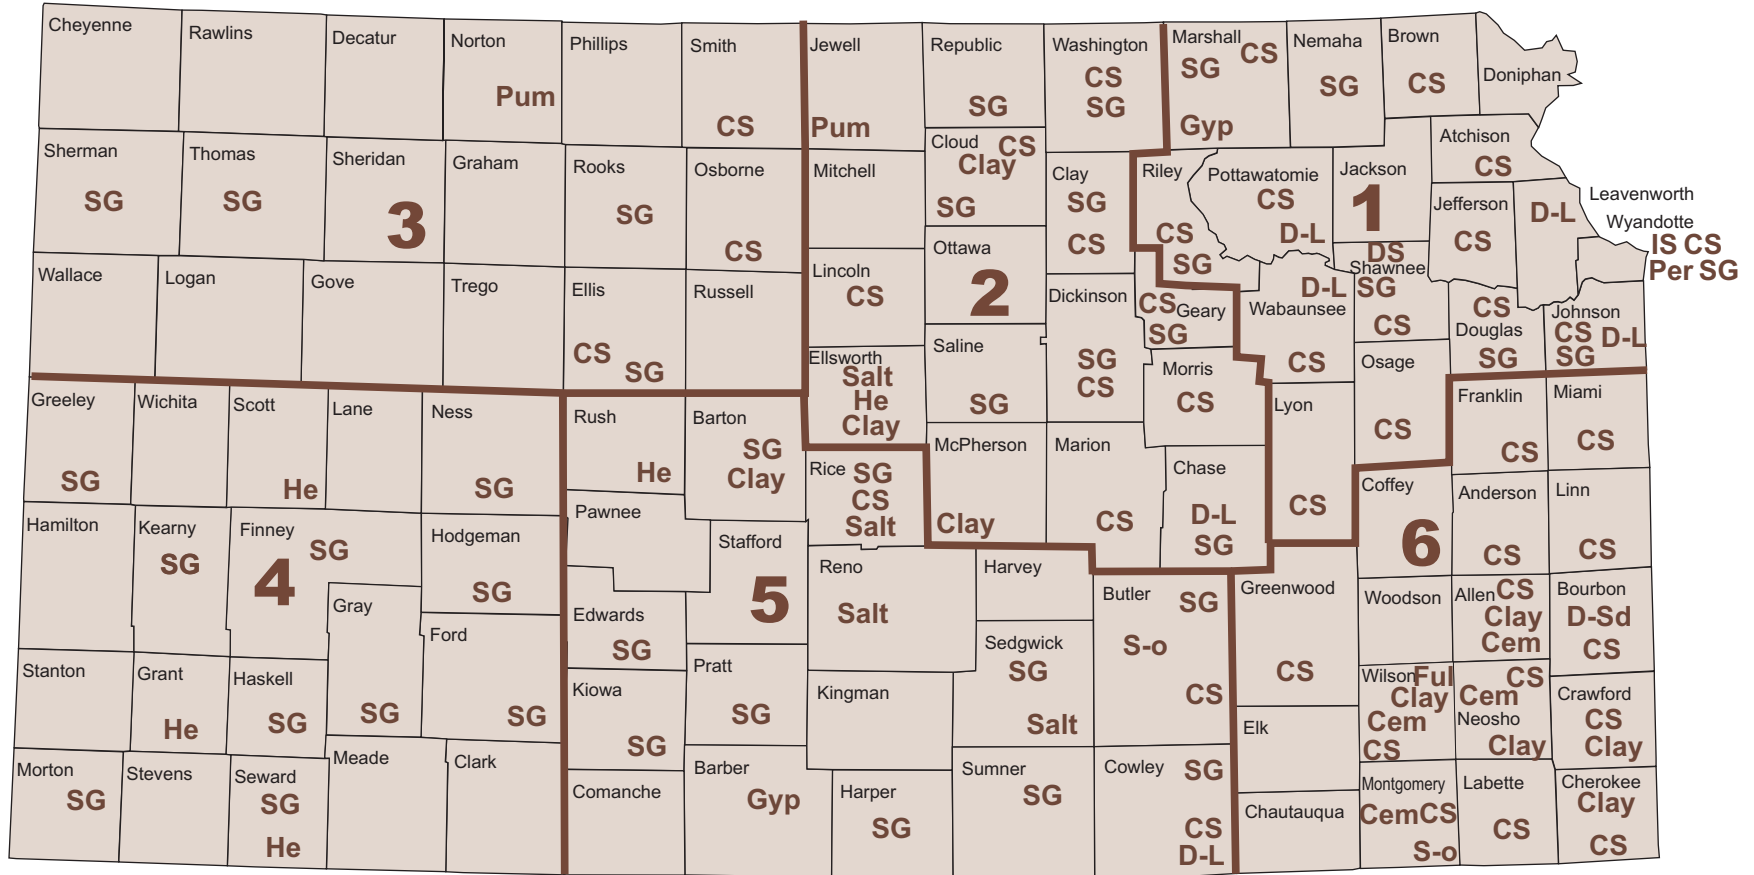 Cheyenne
Rawlins
Decatur
Norton
Pum
Phillips
Smith
CS
Jewell
Pum
Republic
SG
Washington
CS
SG
Marshall
CS
SG
Gyp
Nemaha
SG
Brown
CS
Doniphan
Sherman
SG
Thomas
SG
Sheridan
3
Graham
Rooks
SG
Osborne
CS
Mitchell
Cloud
CS
Clay
SG
Clay
SG
CS
Riley
CS
SG
Pottawatomie
CS
D-L
Jackson
1
Atchison
CS
Jefferson
CS
D-L
Leavenworth
Wyandotte
IS CS
Per SG
Wallace
Logan
Gove
Trego
Ellis
CS
SG
Russell
Lincoln
CS
Ottawa
2
Dickinson
SG
CS
CS
Geary
SG
D-L
Wabaunsee
CS
DS
Shawnee
SG
CS
CS
Douglas
SG
Johnson
CS
D-L
SG
Ellsworth
Salt
He
Clay
Saline
SG
Morris
CS
Osage
CS
Greeley
SG
Wichita
Scott
He
Lane
Ness
SG
Rush
He
Barton
SG
Clay
Rice
SG
CS
Salt
McPherson
Clay
Marion
CS
Chase
D-L
SG
Lyon
CS
Franklin
CS
Miami
CS
Coffey
6
Anderson
CS
Linn
CS
Hamilton
Kearny
SG
Finney
SG
4
Hodgeman
SG
Pawnee
Stafford
5
Reno
Salt
Harvey
Butler
SG
S-o
CS
Greenwood
CS
Woodson
Allen
CS
Clay
Cem
Bourbon
D-Sd
CS
Gray
SG
Ford
SG
Edwards
SG
Sedgwick
SG
Salt
Stanton
Grant
He
Haskell
SG
Kiowa
SG
Pratt
SG
Kingman
Elk
Wilson
Ful
Clay
Cem
CS
CS
Cem
Neosho
Clay
Crawford
CS
Clay
Morton
SG
Stevens
Seward
SG
He
Meade
Clark
Comanche
Barber
Gyp
Harper
SG
Sumner
SG
Cowley
SG
CS
D-L
Chautauqua
Montgomery
Cem
CS
S-o
Labette
CS
Cherokee
Clay
CS